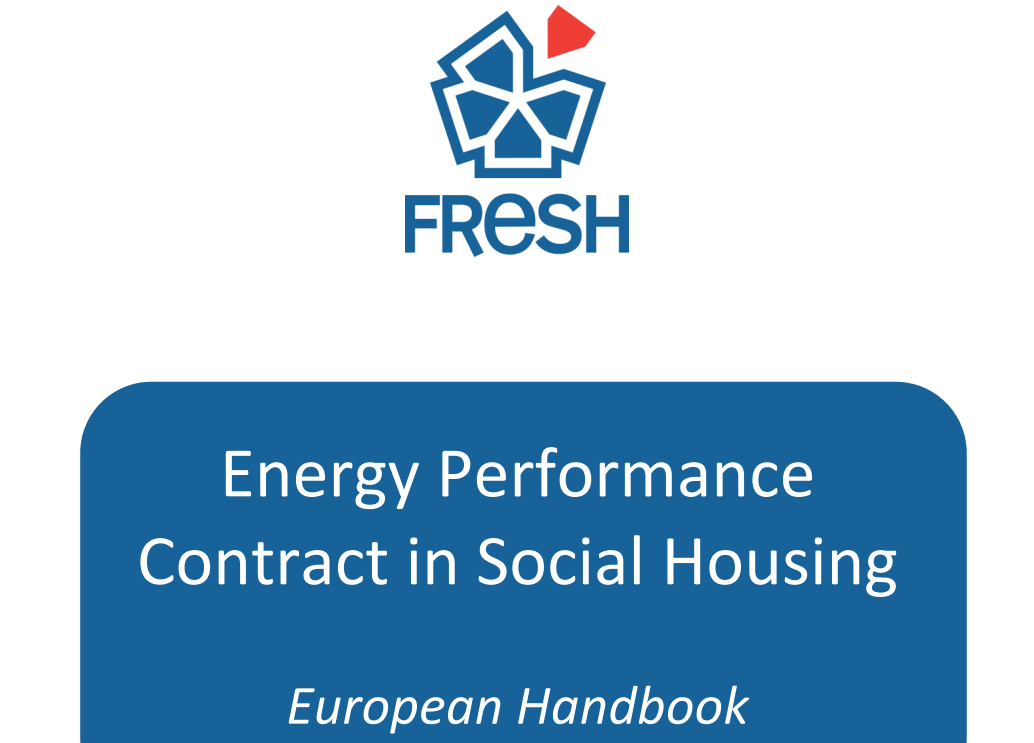 FReSH
Energy Performance
Contract in Social Housing
European Handbook